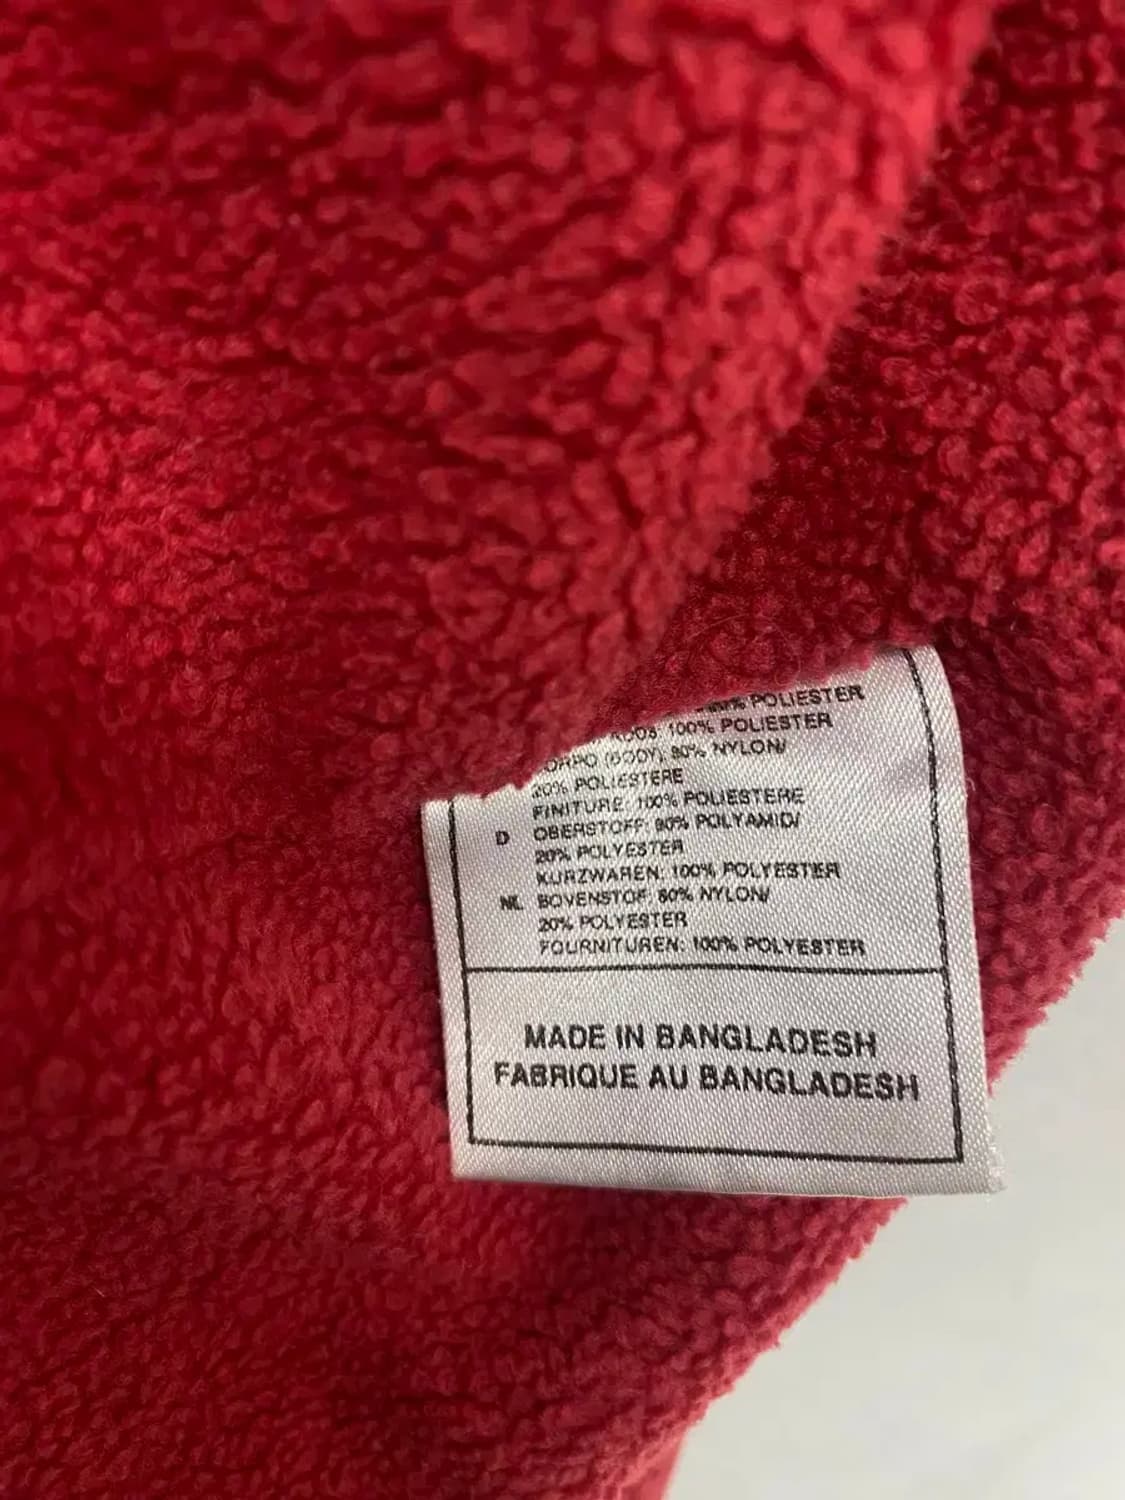 POLIESTER
100% POLIESTER
(BODY): 80% NYLON/
20% POLIESTERE
FINITURE: 100% POLIESTERE
D OBERSTOFF: 80% POLYAMID/
20% POLYESTER
KURZWAREN: 100% POLYESTER
NL BOVENSTOF: 80% NYLON/
20% POLYESTER
FOURNITUREN: 100% POLYESTER
MADE IN BANGLADESH
FABRIQUE AU BANGLADESH